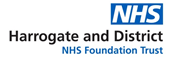 NHS
Harrogate and District
NHS Foundation Trust